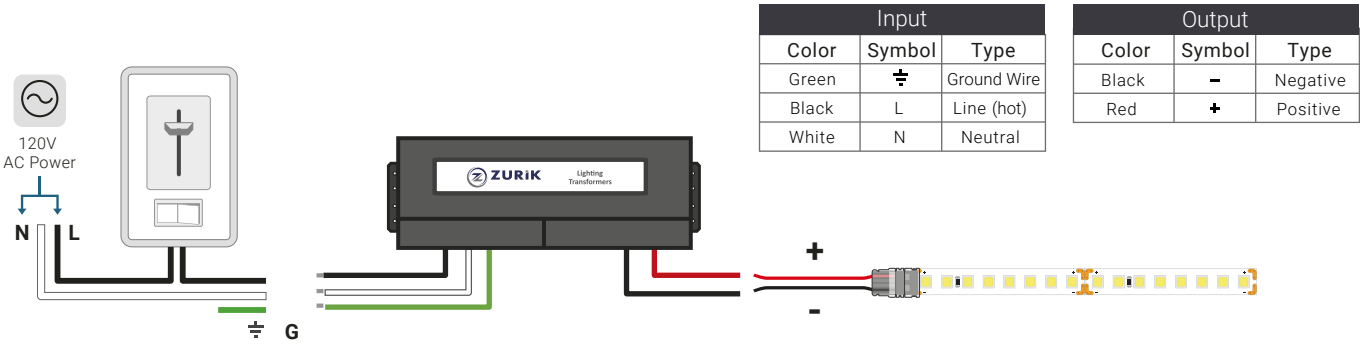 120V
AC Power
N L
G
ZURiK
Lighting
Transformers
+
-
Input
Color Symbol Type
Green ⏚ Ground Wire
Black L Line (hot)
White N Neutral
Output
Color Symbol Type
Black - Negative
Red + Positive